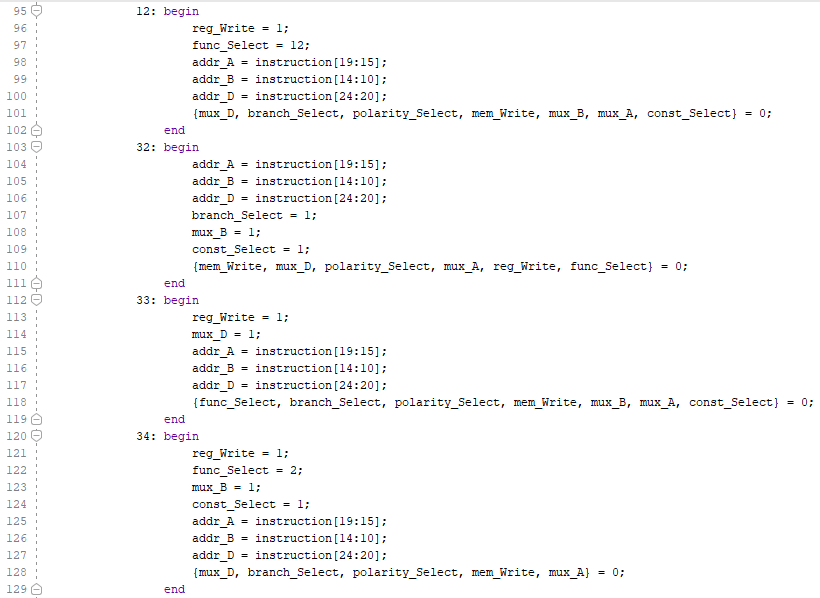 95 12: begin
96 reg_Write = 1;
97 func_Select = 12;
98 addr_A = instruction[19:15];
99 addr_B = instruction[14:10];
100 addr_D = instruction[24:20];
101 {mux_D, branch_Select, polarity_Select, mem_Write, mux_B, mux_A, const_Select} = 0;
102 end
103 32: begin
104 addr_A = instruction[19:15];
105 addr_B = instruction[14:10];
106 addr_D = instruction[24:20];
107 branch_Select = 1;
108 mux_B = 1;
109 const_Select = 1;
110 {mem_Write, mux_D, polarity_Select, mux_A, reg_Write, func_Select} = 0;
111 end
112 33: begin
113 reg_Write = 1;
114 mux_D = 1;
115 addr_A = instruction[19:15];
116 addr_B = instruction[14:10];
117 addr_D = instruction[24:20];
118 {func_Select, branch_Select, polarity_Select, mem_Write, mux_B, mux_A, const_Select} = 0;
119 end
120 34: begin
121 reg_Write = 1;
122 func_Select = 2;
123 mux_B = 1;
124 const_Select = 1;
125 addr_A = instruction[19:15];
126 addr_B = instruction[14:10];
127 addr_D = instruction[24:20];
128 {mux_D, branch_Select, polarity_Select, mem_Write, mux_A} = 0;
129 end